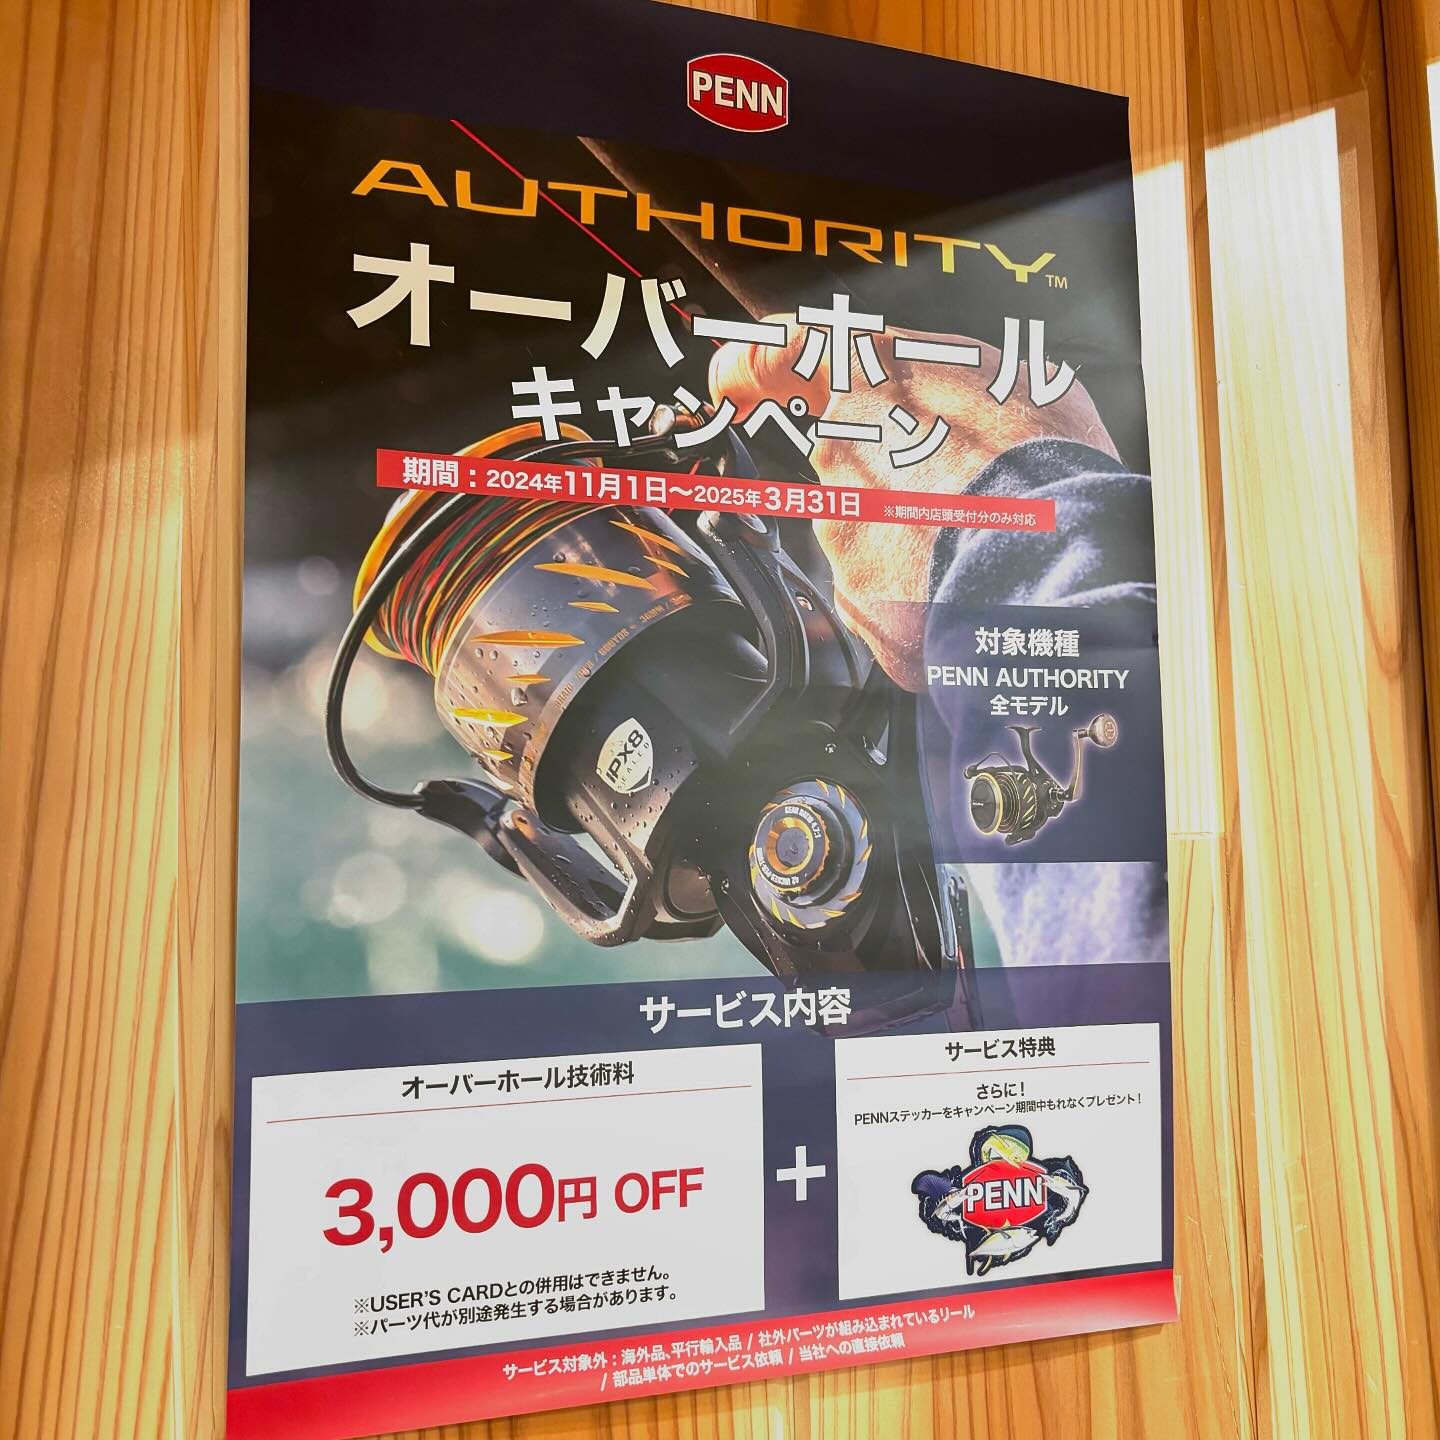 PENN
AUTHORITY™
オーバーホール
キャンペーン
期間：2024年11月1日〜2025年3月31日 ※期間内店頭受付分のみ対応
対象機種
PENN AUTHORITY
全モデル
IPX8
SEALED
GEAR RATIO 4.7:1
サービス内容
オーバーホール技術料
3,000円 OFF
※USER'S CARDとの併用はできません。
※パーツ代が別途発生する場合があります。
+
サービス特典
さらに！
PENNステッカーをキャンペーン期間中もれなくプレゼント！
PENN
サービス対象外：海外品、平行輸入品 / 社外パーツが組み込まれているリール
/ 部品単体でのサービス依頼 / 当社への直接依頼